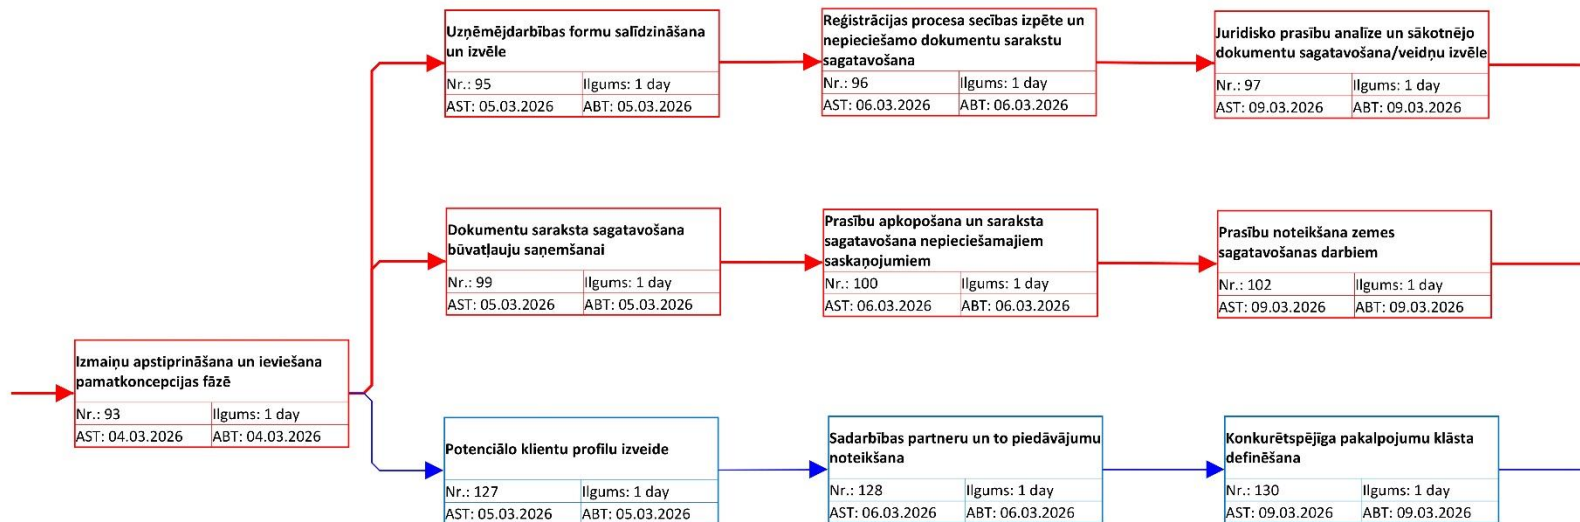 Uzņēmējdarbības formu salīdzināšana
un izvēle
Nr.: 95 Ilgums: 1 day
AST: 05.03.2026 ABT: 05.03.2026
Reģistrācijas procesa secības izpēte un
nepieciešamo dokumentu sarakstu
sagatavošana
Nr.: 96 Ilgums: 1 day
AST: 06.03.2026 ABT: 06.03.2026
Juridisko prasību analīze un sākotnējo
dokumentu sagatavošana/veidņu izvēle
Nr.: 97 Ilgums: 1 day
AST: 09.03.2026 ABT: 09.03.2026
Dokumentu saraksta sagatavošana
būvatļauju saņemšanai
Nr.: 99 Ilgums: 1 day
AST: 05.03.2026 ABT: 05.03.2026
Prasību apkopošana un saraksta
sagatavošana nepieciešamajiem
saskaņojumiem
Nr.: 100 Ilgums: 1 day
AST: 06.03.2026 ABT: 06.03.2026
Prasību noteikšana zemes
sagatavošanas darbiem
Nr.: 102 Ilgums: 1 day
AST: 09.03.2026 ABT: 09.03.2026
Izmaiņu apstiprināšana un ieviešana
pamatkoncepcijas fāzē
Nr.: 93 Ilgums: 1 day
AST: 04.03.2026 ABT: 04.03.2026
Potenciālo klientu profilu izveide
Nr.: 127 Ilgums: 1 day
AST: 05.03.2026 ABT: 05.03.2026
Sadarbības partneru un to piedāvājumu
noteikšana
Nr.: 128 Ilgums: 1 day
AST: 06.03.2026 ABT: 06.03.2026
Konkurētspējīga pakalpojumu klāsta
definēšana
Nr.: 130 Ilgums: 1 day
AST: 09.03.2026 ABT: 09.03.2026